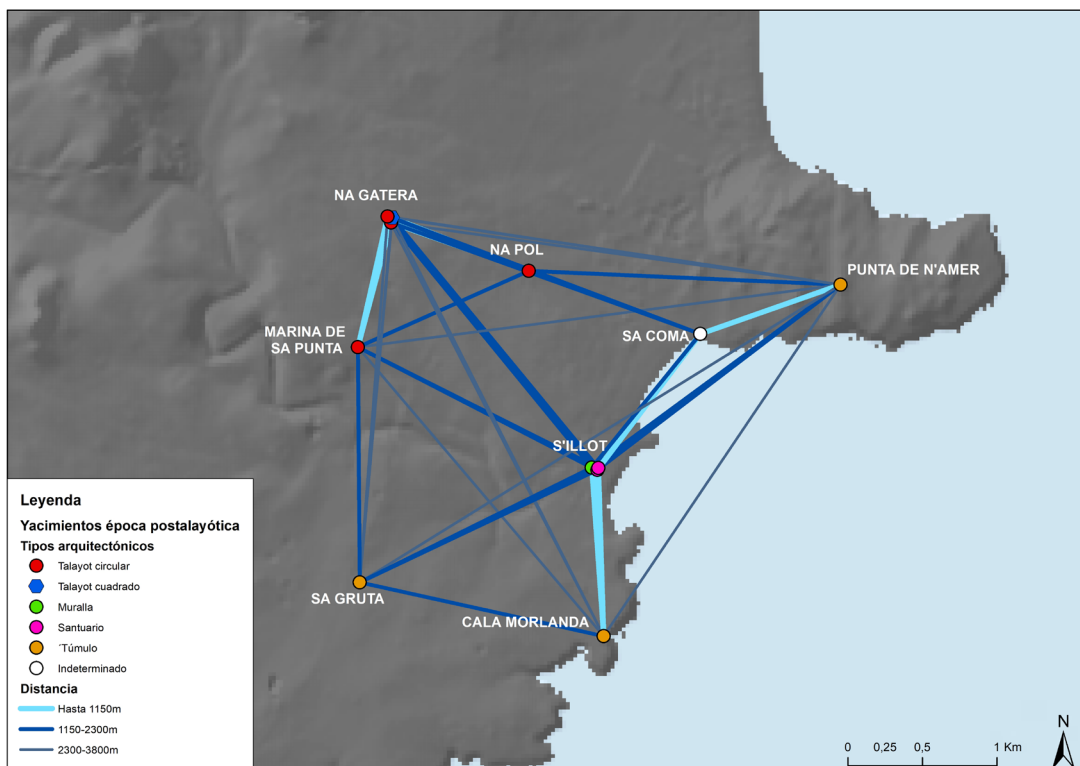 NA GATERA
NA POL
PUNTA DE N'AMER
MARINA DE
SA PUNTA
SA COMA
S'ILLOT
SA GRUTA
CALA MORLANDA
Leyenda
Yacimientos época postalayótica
Tipos arquitectónicos
Talayot circular
Talayot cuadrado
Muralla
Santuario
´Túmulo
Indeterminado
Distancia
Hasta 1150m
1150-2300m
2300-3800m
0 0,25 0,5 1 Km
N